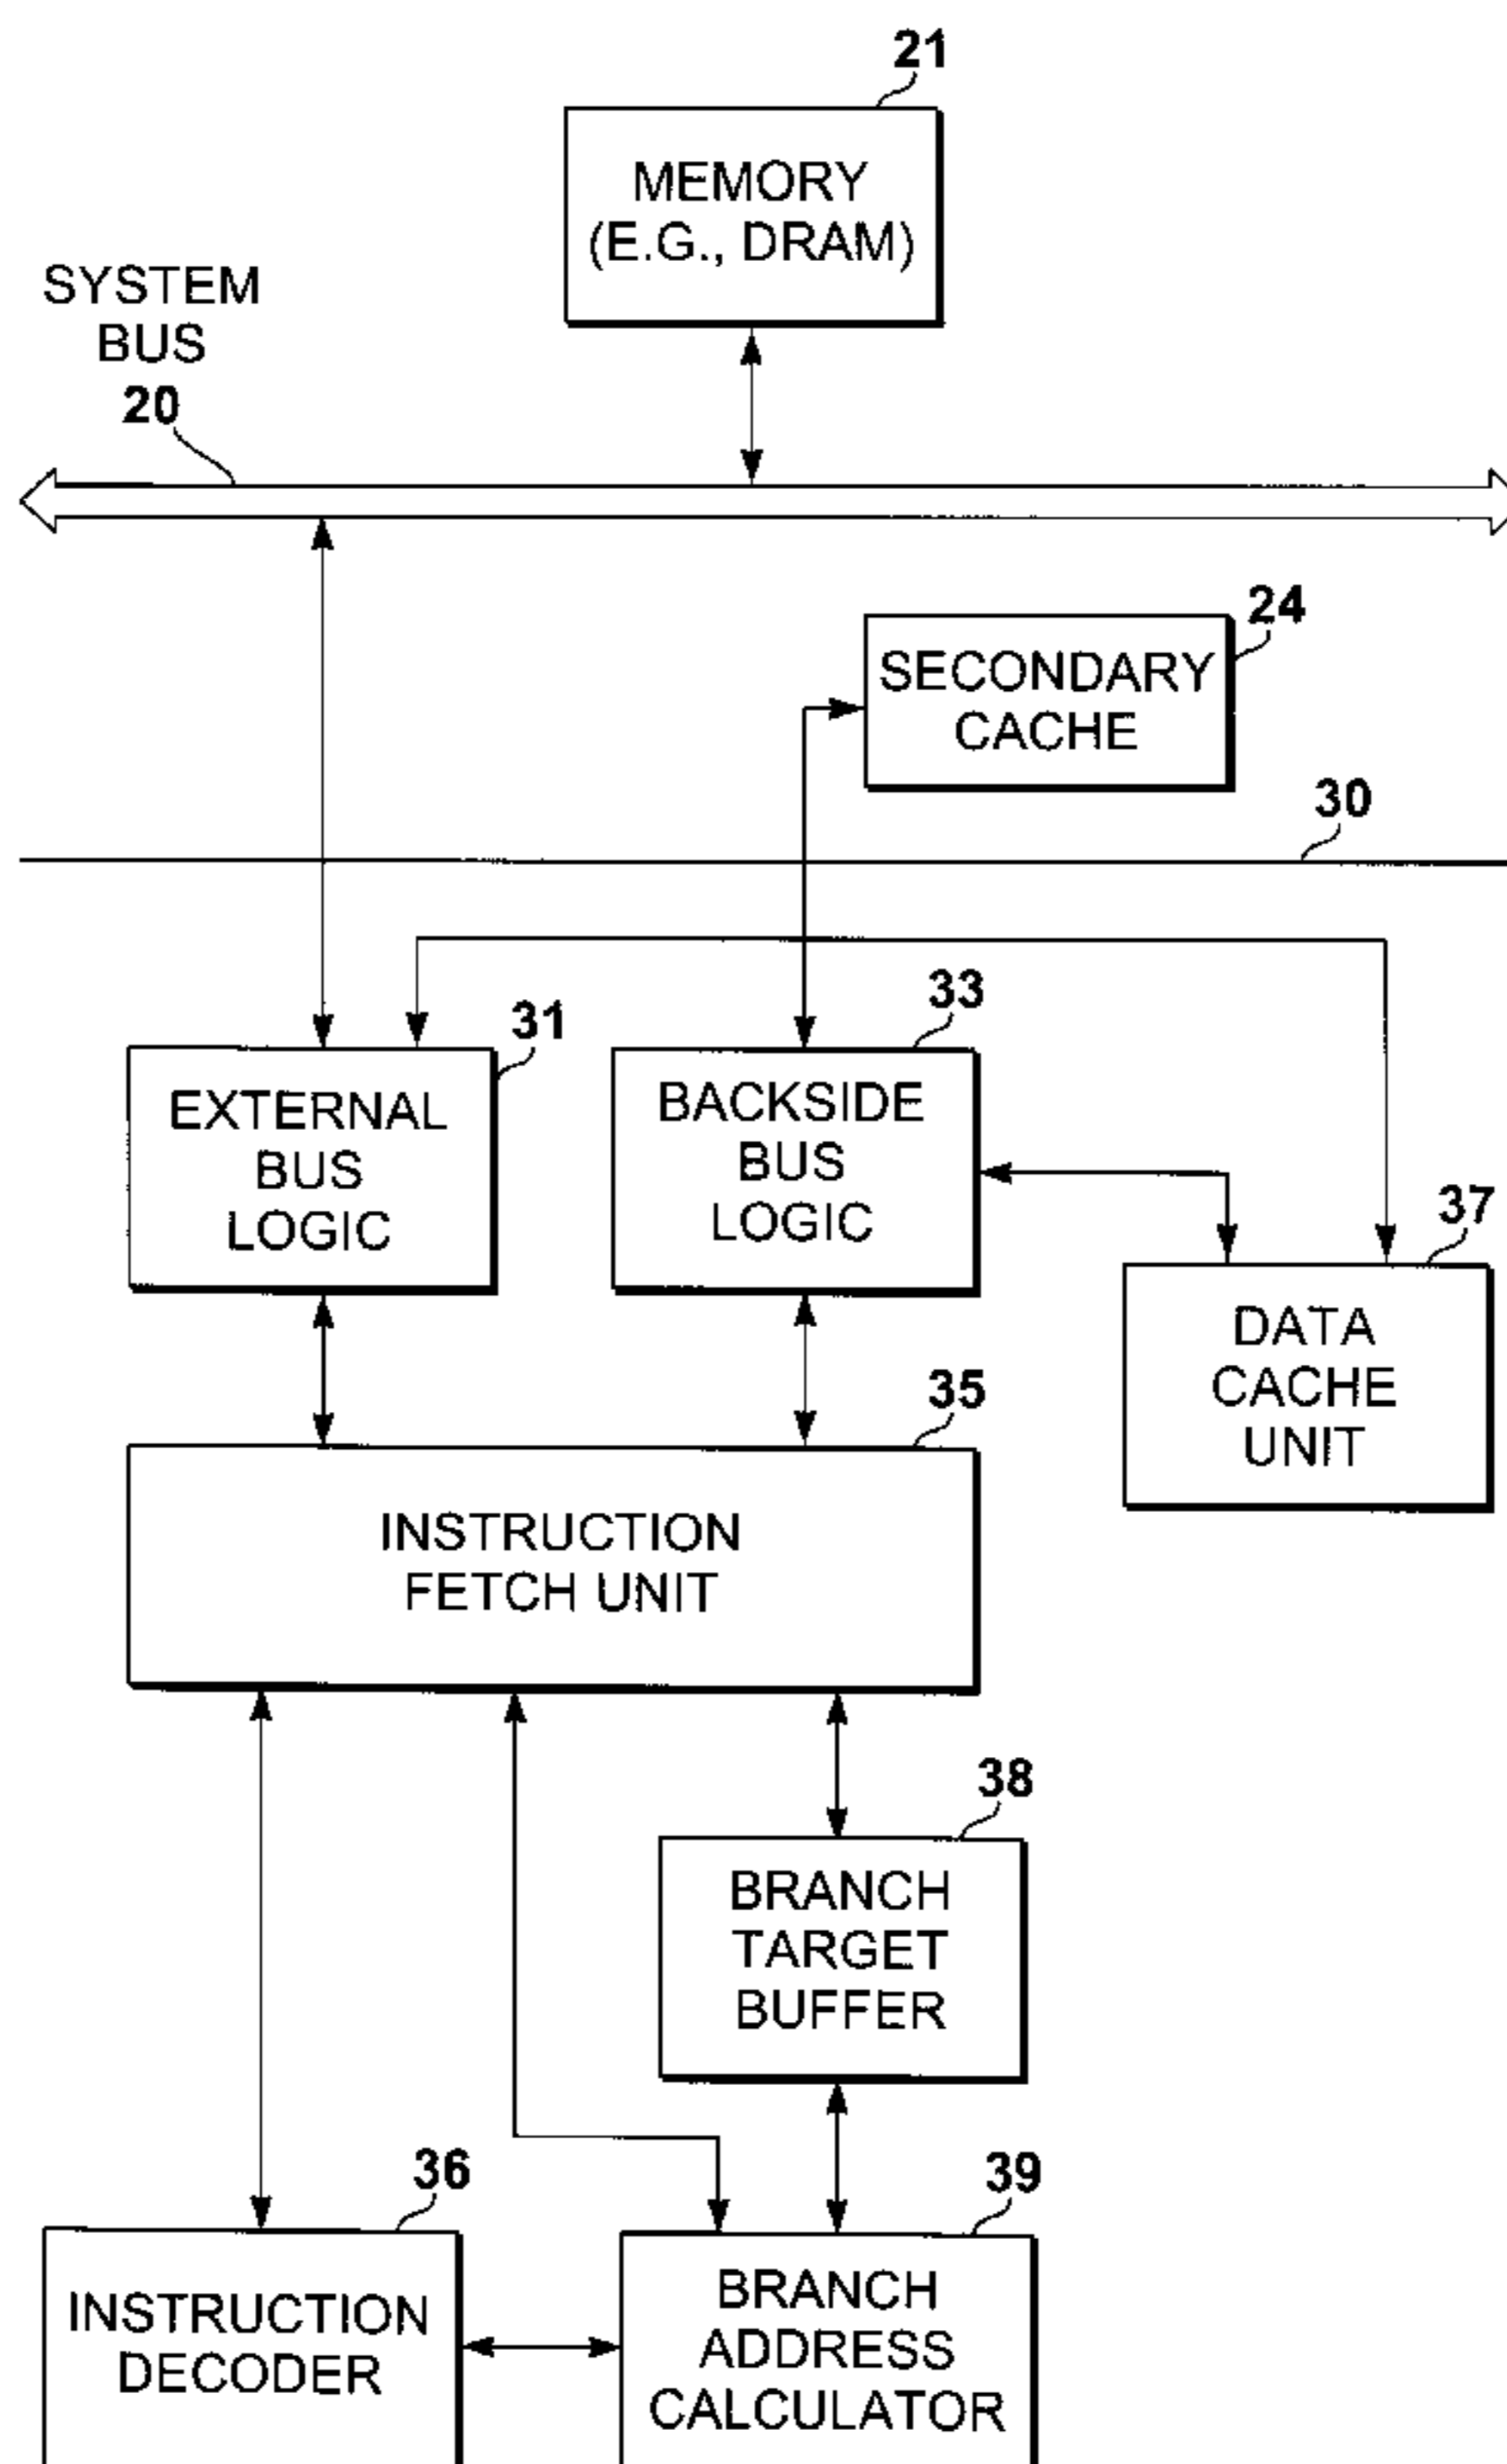 21
MEMORY
(E.G., DRAM)
SYSTEM
BUS
20
24
SECONDARY
CACHE
30
33
31
EXTERNAL
BUS
LOGIC
BACKSIDE
BUS
LOGIC
37
DATA
CACHE
UNIT
35
INSTRUCTION
FETCH UNIT
38
BRANCH
TARGET
BUFFER
36
39
INSTRUCTION
DECODER
BRANCH
ADDRESS
CALCULATOR